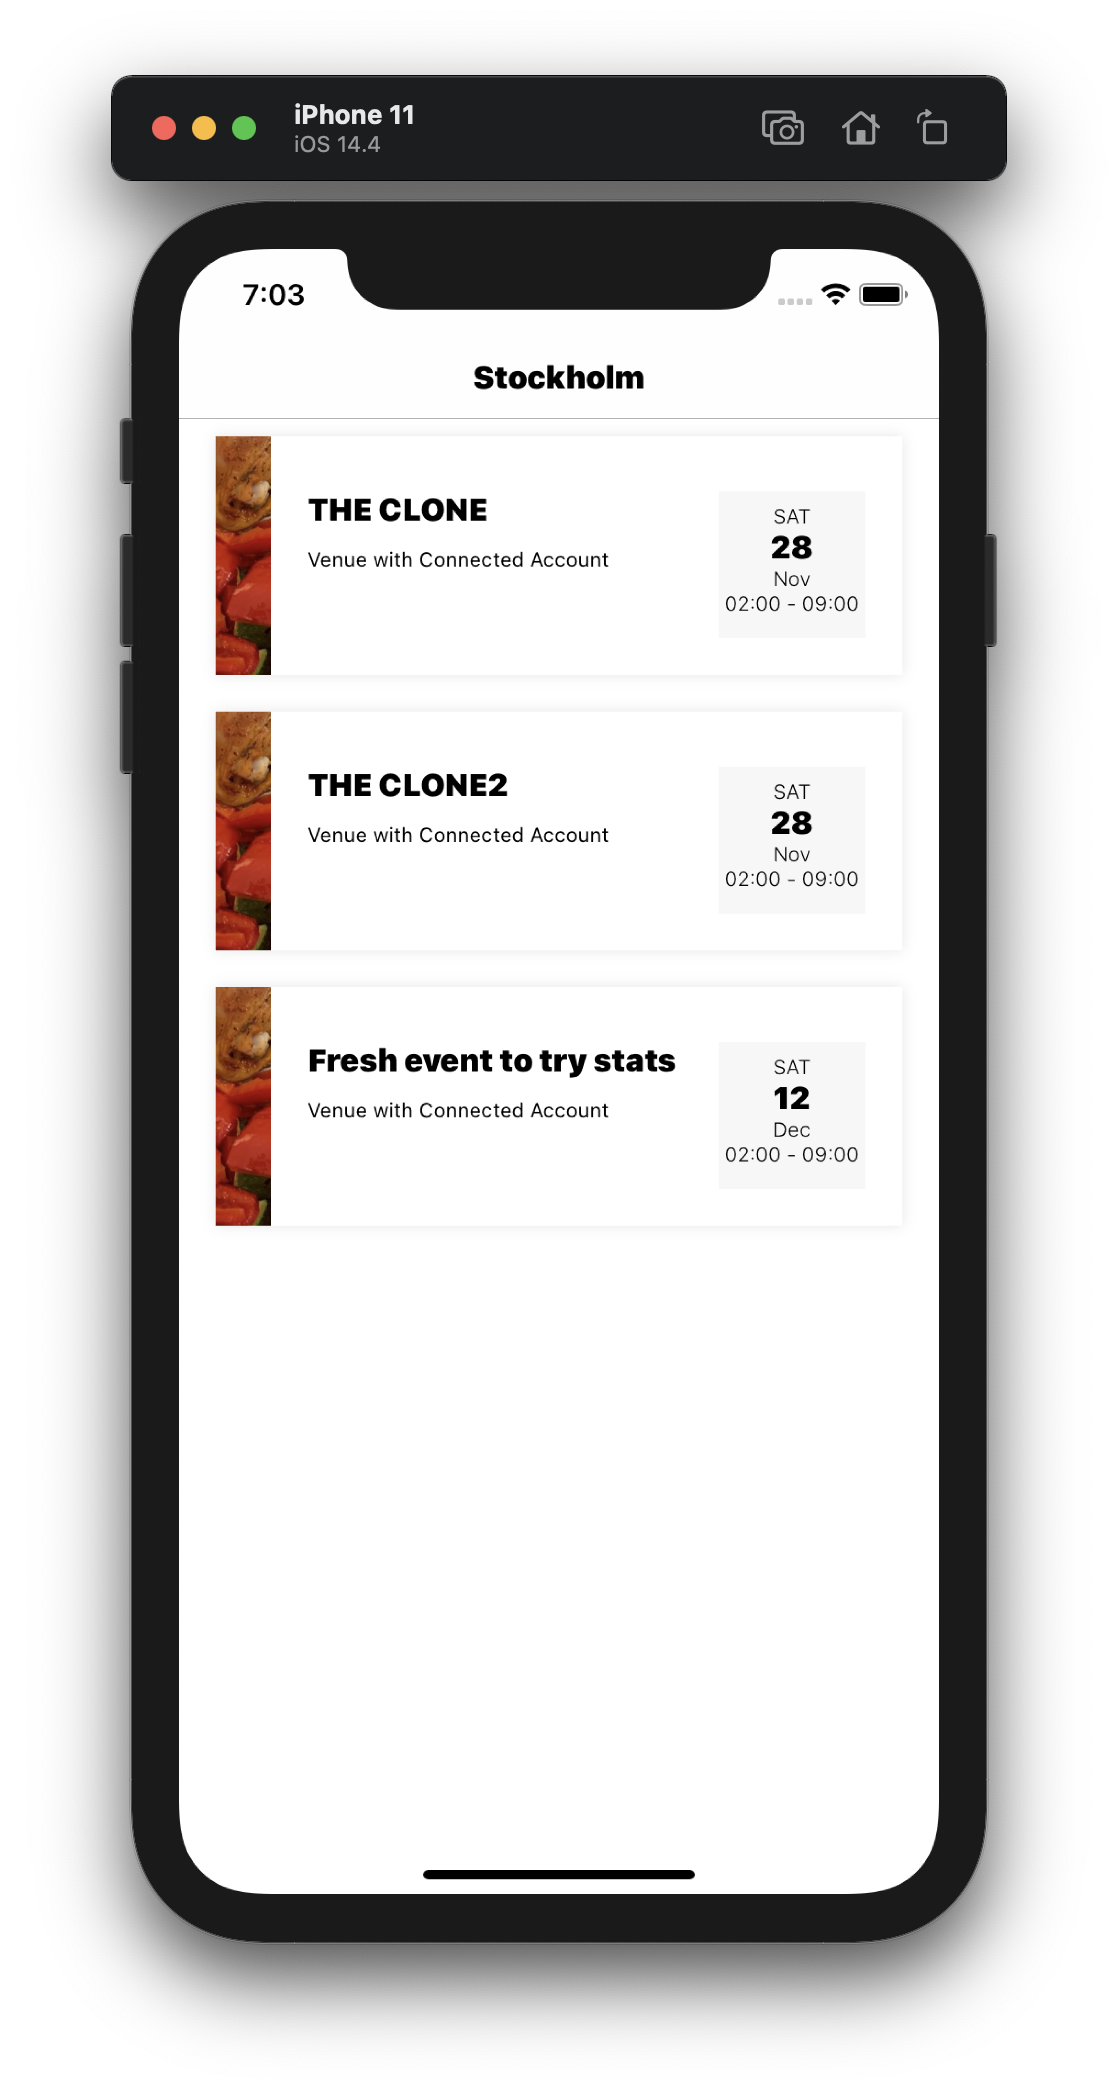 iPhone 11
iOS 14.4
7:03
Stockholm
THE CLONE
Venue with Connected Account
SAT
28
Nov
02:00 - 09:00
THE CLONE2
Venue with Connected Account
SAT
28
Nov
02:00 - 09:00
Fresh event to try stats
Venue with Connected Account
SAT
12
Dec
02:00 - 09:00